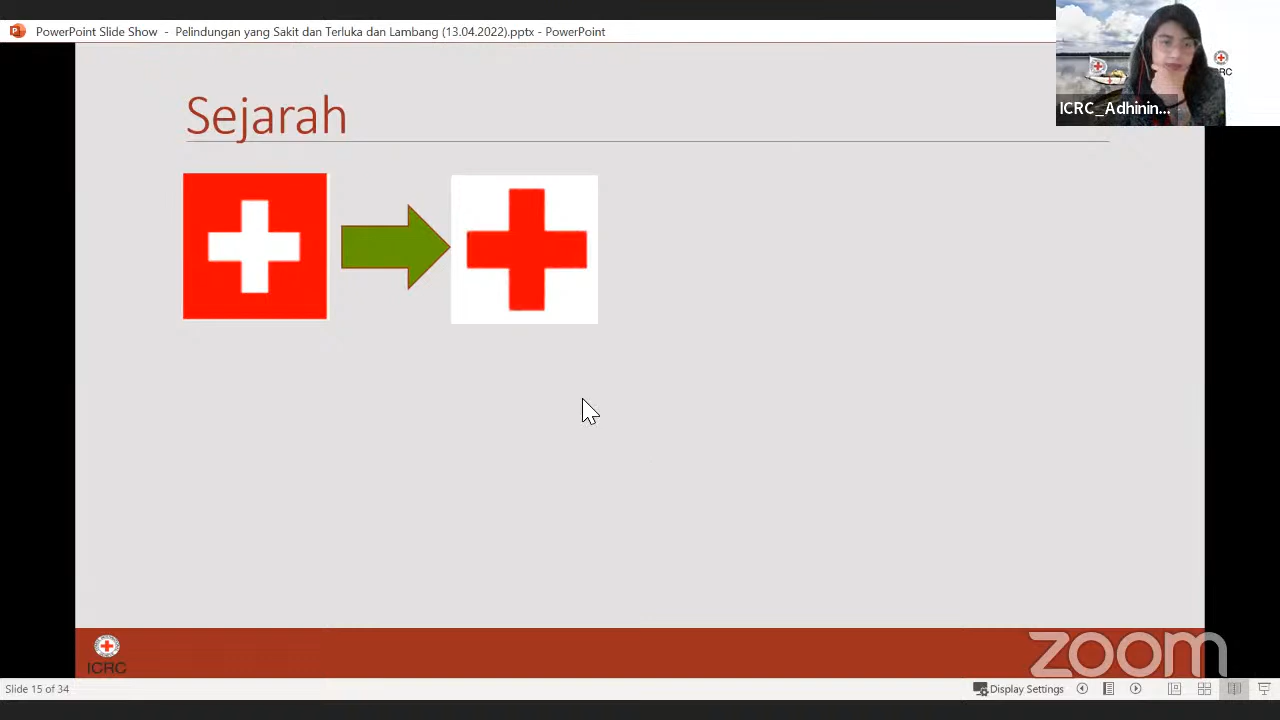 PowerPoint Slide Show - Pelindungan yang Sakit dan Terluka dan Lambang (13.04.2022).pptx - PowerPoint
ICRC_Adhinin...
Sejarah
ICRC
zoom
Slide 15 of 34
Display Settings